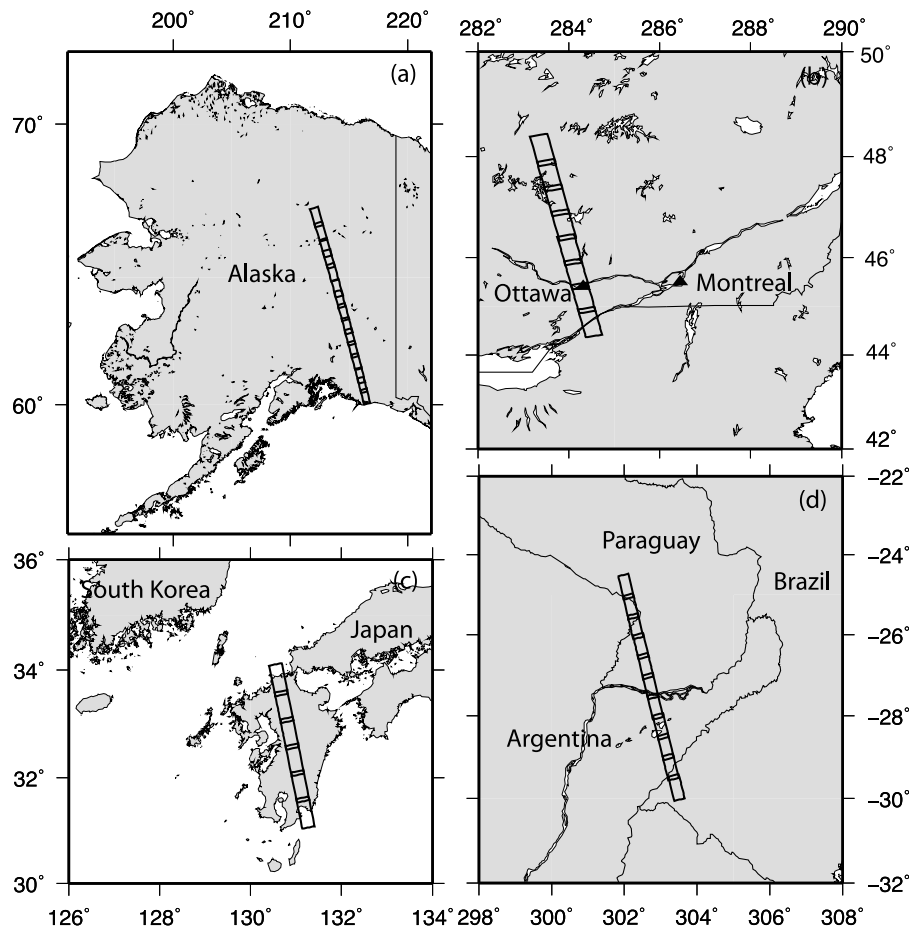 200° 210° 220°
282 284° 286° 288° 290
(a)
(b)
50°
70°
48°
Alaska
46°
Ottawa
Montreal
44°
60°
42°
-22°
(d)
Paraguay
-24°
36°
(c)
South Korea
Brazil
Japan
-26°
34°
Argentina
-28°
32°
-30°
30°
-32°
126° 128° 130° 132° 134°
298° 300° 302° 304° 306° 308°